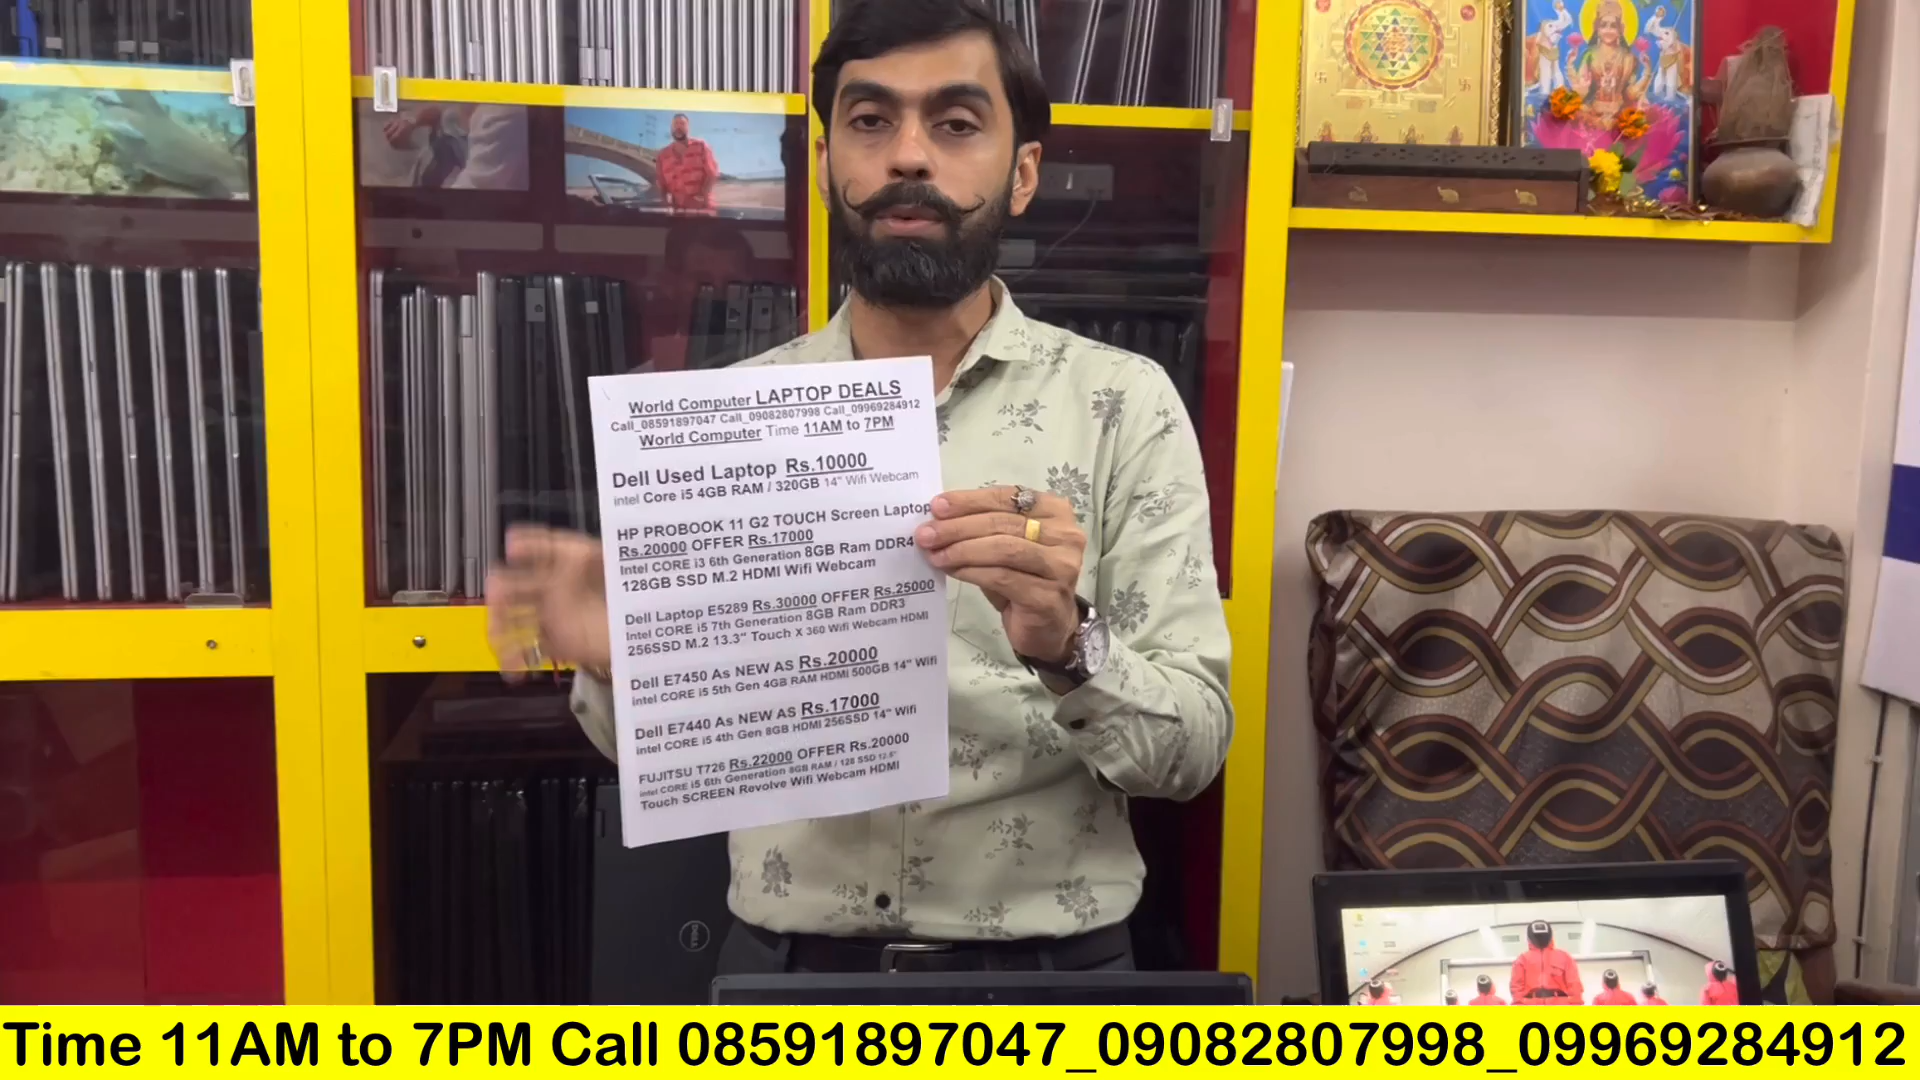 World Computer LAPTOP DEALS
Call_08591897047 Call_09082807998 Call_09969284912
World Computer Time 11AM to 7PM
Dell Used Laptop Rs.10000
intel Core i5 4GB RAM / 320GB 14" Wifi Webcam
HP PROBOOK 11 G2 TOUCH Screen Laptop
Rs.20000 OFFER Rs.17000
Intel CORE i3 6th Generation 8GB Ram DDR4
128GB SSD M.2 HDMI Wifi Webcam
Dell Laptop E5289 Rs.30000 OFFER Rs.25000
Intel CORE i5 7th Generation 8GB Ram DDR3
256SSD M.2 13.3" Touch X 360 Wifi Webcam HDMI
Dell E7450 As NEW AS Rs.20000
intel CORE i5 5th Gen 4GB RAM HDMI 500GB 14" Wifi
Dell E7440 As NEW AS Rs.17000
intel CORE i5 4th Gen 8GB HDMI 256SSD 14" Wifi
FUJITSU T726 Rs.22000 OFFER Rs.20000
intel CORE i5 6th Generation 8GB RAM / 128 SSD 12.5"
Touch SCREEN Revolve Wifi Webcam HDMI
DELL
Time 11AM to 7PM Call 08591897047_09082807998_09969284912